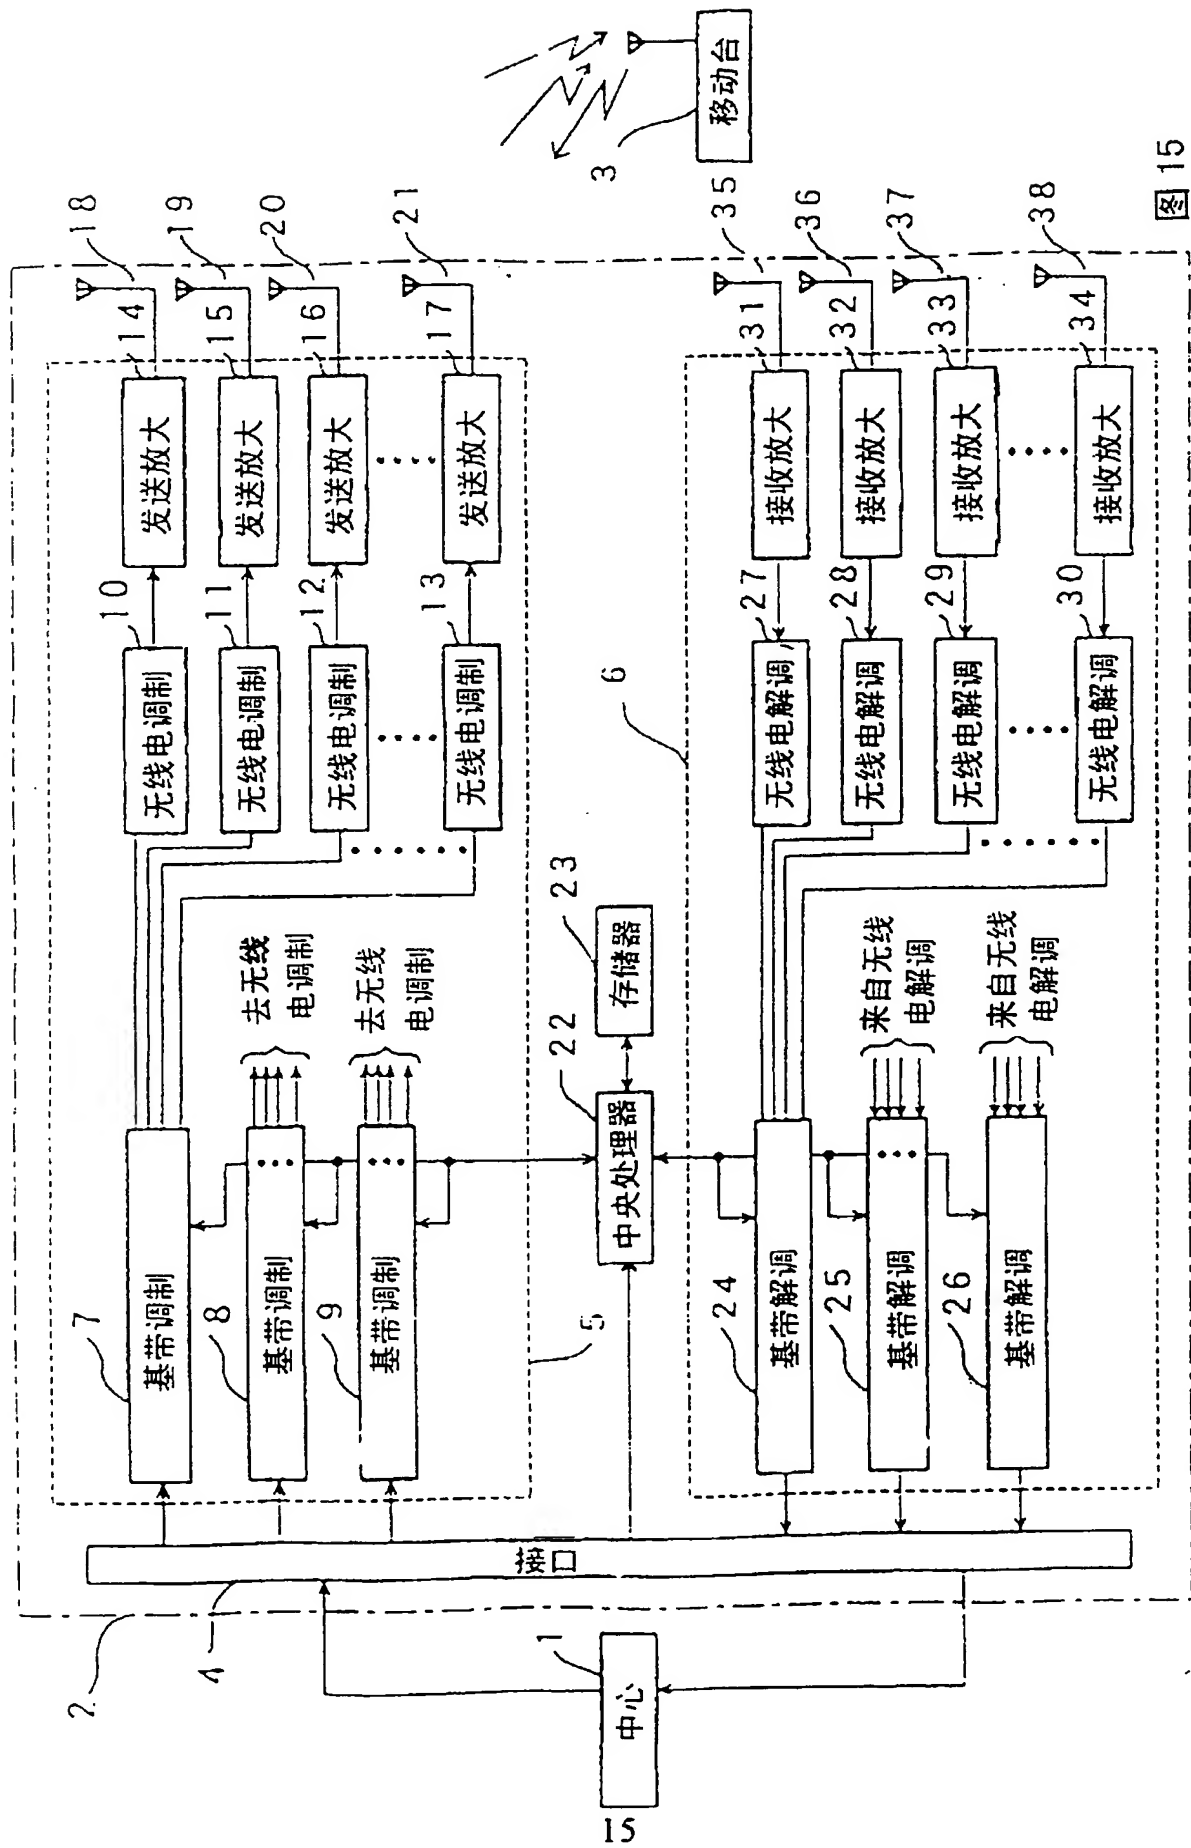 2
18
19
20
21
14
15
16
17
发送放大
发送放大
发送放大
发送放大
10
11
12
13
无线电调制
无线电调制
无线电调制
无线电调制
去无线
电调制
去无线
电调制
7
基带调制
8
基带调制
9
基带调制
5
4
接口
1
中心
22
中央处理器
23
存储器
6
3
移动台
35
36
37
38
31
32
33
34
接收放大
接收放大
接收放大
接收放大
27
28
29
30
无线电解调
无线电解调
无线电解调
无线电解调
来自无线
电解调
来自无线
电解调
24
基带解调
25
基带解调
26
基带解调
图 15
15